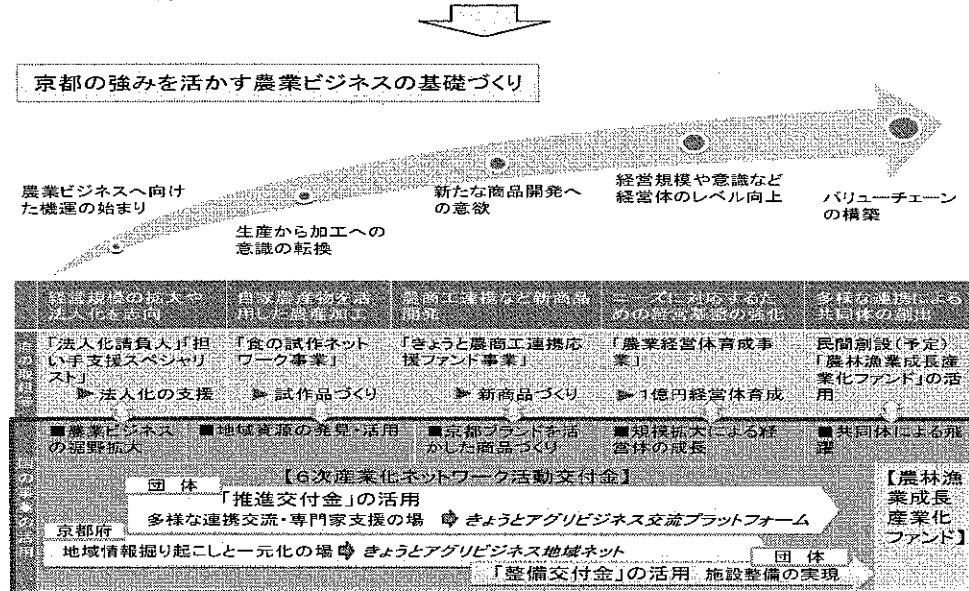 京都の強みを活かす農業ビジネスの基礎づくり
農業ビジネスへ向け
た機運の始まり
生産から加工への
意識の転換
新たな商品開発へ
の意欲
経営規模や意識など
経営体のレベル向上
バリューチェーン
の構築
経営規模の拡大や
法人化を志向
自家農産物を活
用した農産加工
農商工連携など新商品
開発
ニーズに対応するた
めの経営基盤の強化
多様な連携による
共同体の創出
「法人化請負人」「担
い手支援スペシャリ
スト」
▶法人化の支援
「食の試作ネット
ワーク事業」
▶試作品づくり
「きょうと農商工連携応
援ファンド事業」
▶新商品づくり
「農業経営体育成事
業」
▶1億円経営体育成
民間創設(予定)
「農林漁業成長産
業化ファンド」の活
用
■農業ビジネス
の裾野拡大
■地域資源の発見・活用
■京都ブランドを活
かした商品づくり
■規模拡大による経
営体の成長
■共同体による飛
躍
【6次産業化ネットワーク活動交付金】
団 体
「推進交付金」の活用
多様な連携交流・専門家支援の場 ➡ きょうとアグリビジネス交流プラットフォーム
京都府
地域情報掘り起こしと一元化の場 ➡ きょうとアグリビジネス地域ネット
団 体
「整備交付金」の活用 施設整備の実現
【農林漁
業成長
産業化
ファンド】